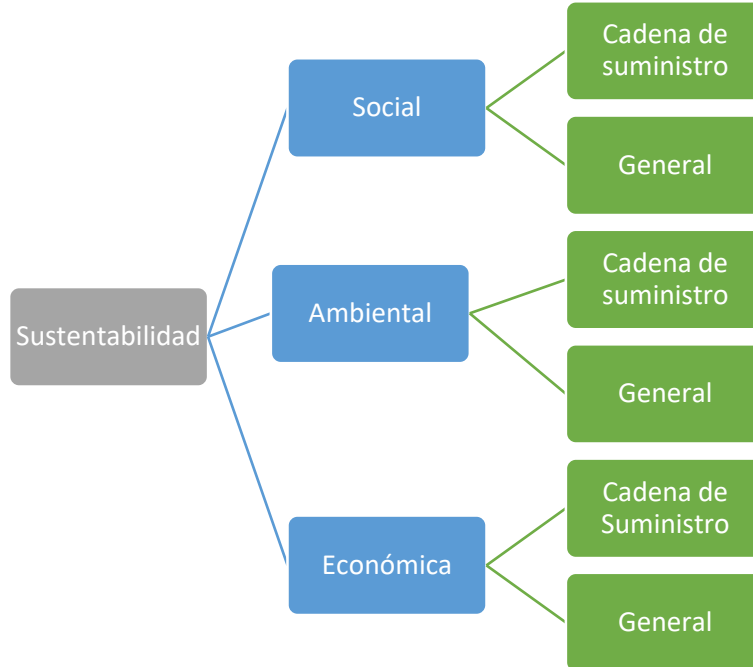 Cadena de
suministro
Social
General
Cadena de
suministro
Sustentabilidad
Ambiental
General
Cadena de
Suministro
Económica
General